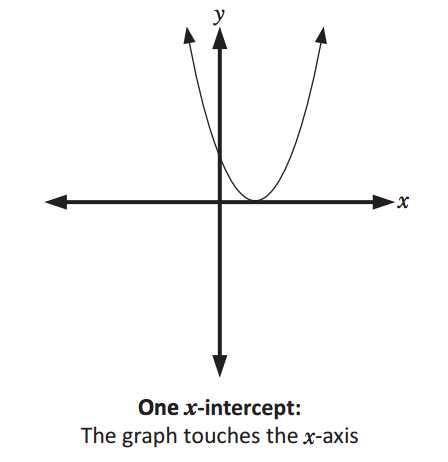 y
x
One x-intercept:
The graph touches the x-axis